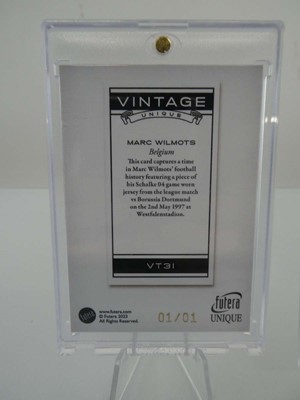 VINTAGE
UNIQUE
MARC WILMOTS
Belgium
This card captures a time
in Marc Wilmots' football
history featuring a piece of
his Schalke 04 game worn
jersey from the league match
vs Borussia Dortmund
on the 2nd May 1997 at
Westfalenstadion.
VT31
www.futera.com
© Futera 2023
All Rights Reserved.
01/01
futera
UNIQUE